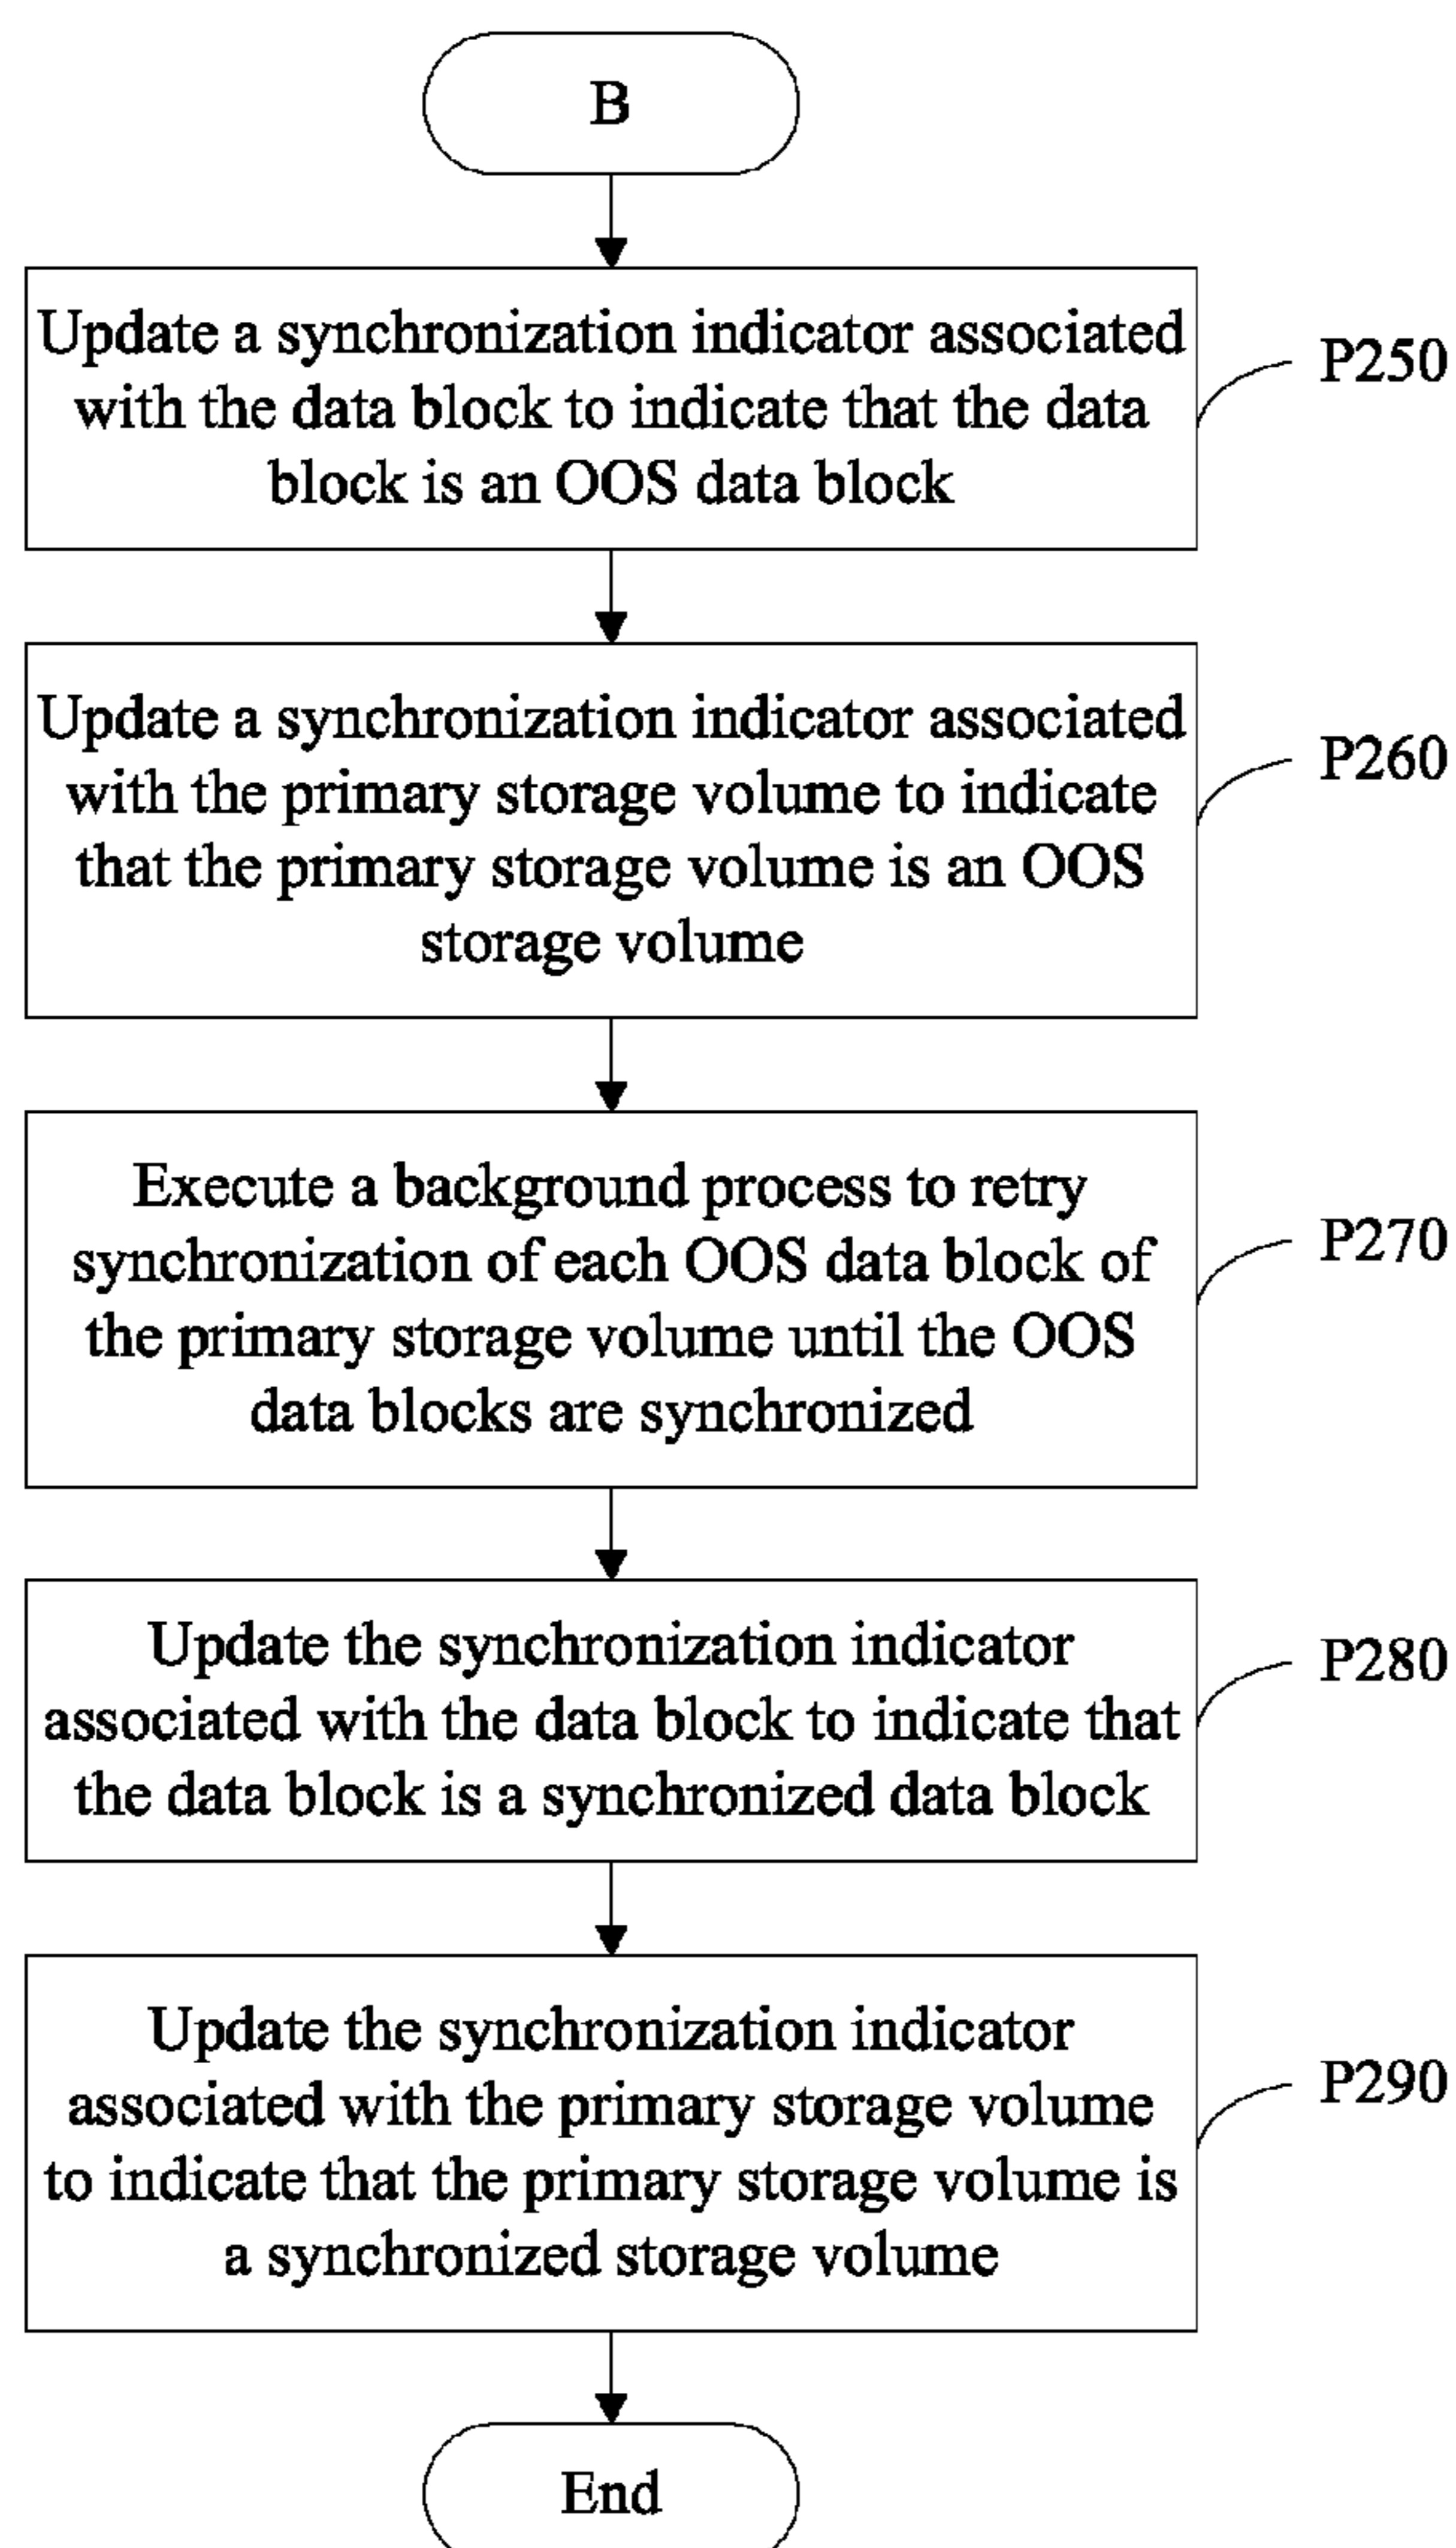 B
Update a synchronization indicator associated
with the data block to indicate that the data
block is an OOS data block
P250
Update a synchronization indicator associated
with the primary storage volume to indicate
that the primary storage volume is an OOS
storage volume
P260
Execute a background process to retry
synchronization of each OOS data block of
the primary storage volume until the OOS
data blocks are synchronized
P270
Update the synchronization indicator
associated with the data block to indicate that
the data block is a synchronized data block
P280
Update the synchronization indicator
associated with the primary storage volume
to indicate that the primary storage volume is
a synchronized storage volume
P290
End